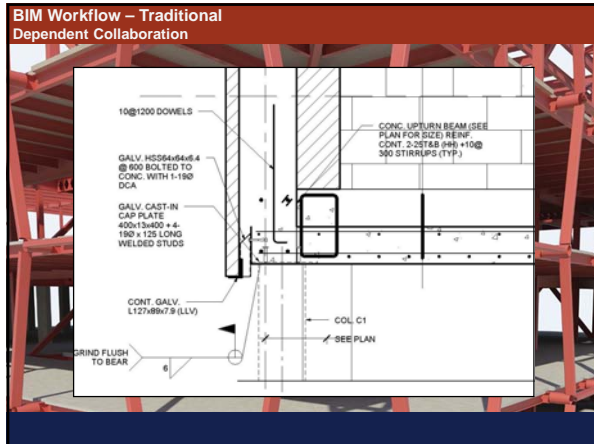 BIM Workflow – Traditional
Dependent Collaboration
10@1200 DOWELS
GALV. HSS64x64x6.4
@ 600 BOLTED TO
CONC. WITH 1-19Ø
DCA
GALV. CAST-IN
CAP PLATE
400x13x400 + 4-
19Ø x 125 LONG
WELDED STUDS
CONT. GALV.
L127x89x7.9 (LLV)
GRIND FLUSH
TO BEAR
6
CONC. UPTURN BEAM (SEE
PLAN FOR SIZE) REINF.
CONT. 2-25T&B (HH) +10@
300 STIRRUPS (TYP.)
COL. C1
SEE PLAN